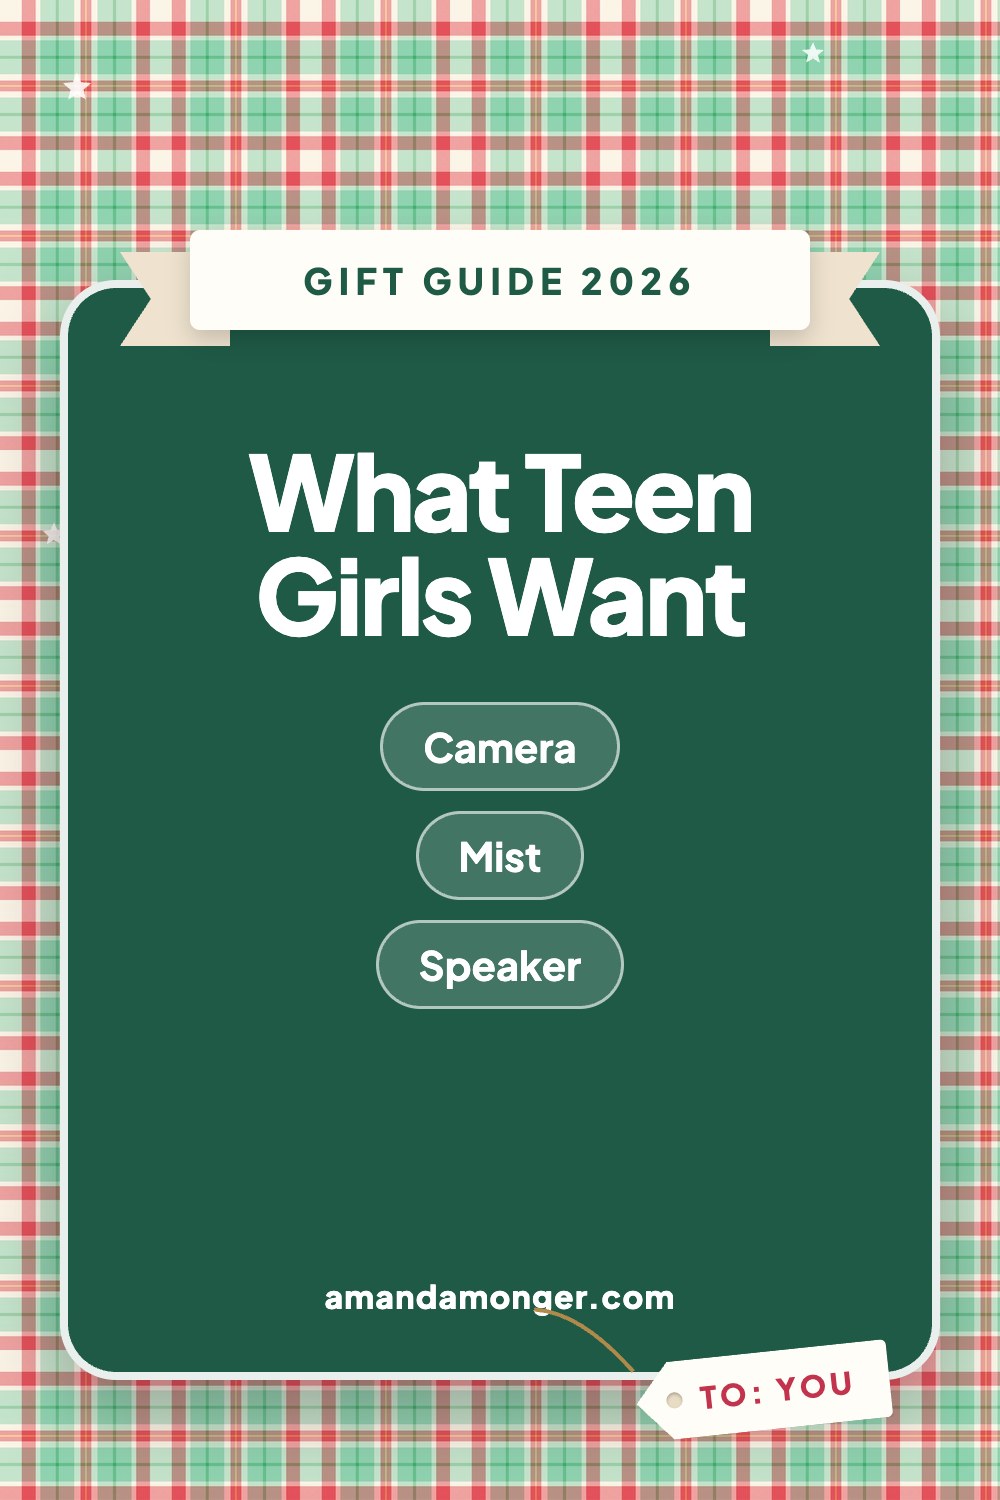 GIFT GUIDE 2026
What Teen
Girls Want
Camera
Mist
Speaker
amandamonger.com
TO: YOU